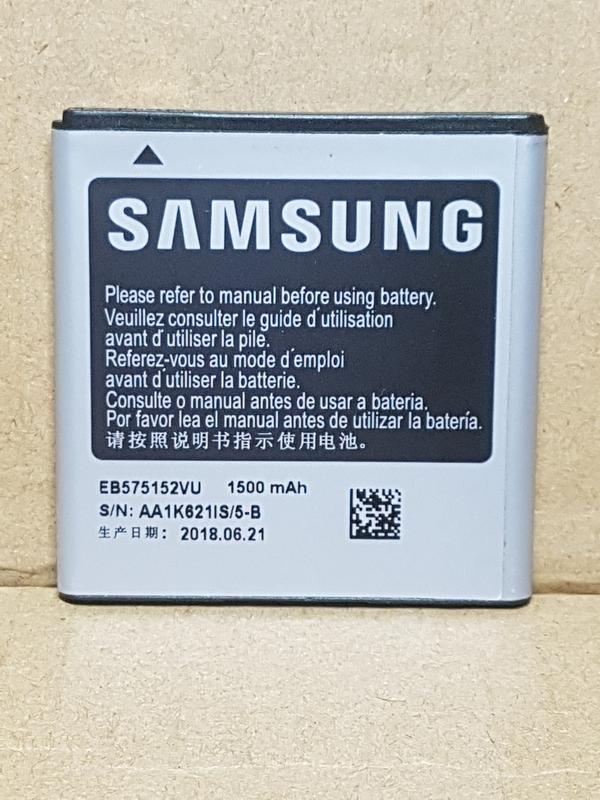 SAMSUNG
Please refer to manual before using battery.
Veuillez consulter le guide d´utilisation
avant d´utiliser la pile.
Referez-vous au mode d´emploi
avant d´utiliser la batterie.
Consulte o manual antes de usar a bateria.
Por favor lea el manual antes de utilizar la batería.
请按照说明书指示使用电池。
EB575152VU 1500 mAh
S/N: AA1K621IS/5-B
生产日期: 2018.06.21